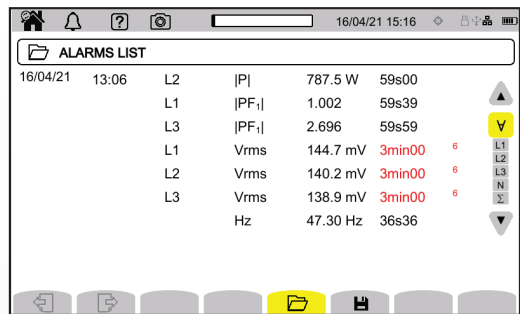 ? 16/04/21 15:16
ALARMS LIST
16/04/21 13:06 L2 |P| 787.5 W 59s00
L1 |PF₁| 1.002 59s39
L3 |PF₁| 2.696 59s59
∀
L1 Vrms 144.7 mV 3min00 6
L2 Vrms 140.2 mV 3min00 6
L3 Vrms 138.9 mV 3min00 6
Hz 47.30 Hz 36s36
L1
L2
L3
N
Σ